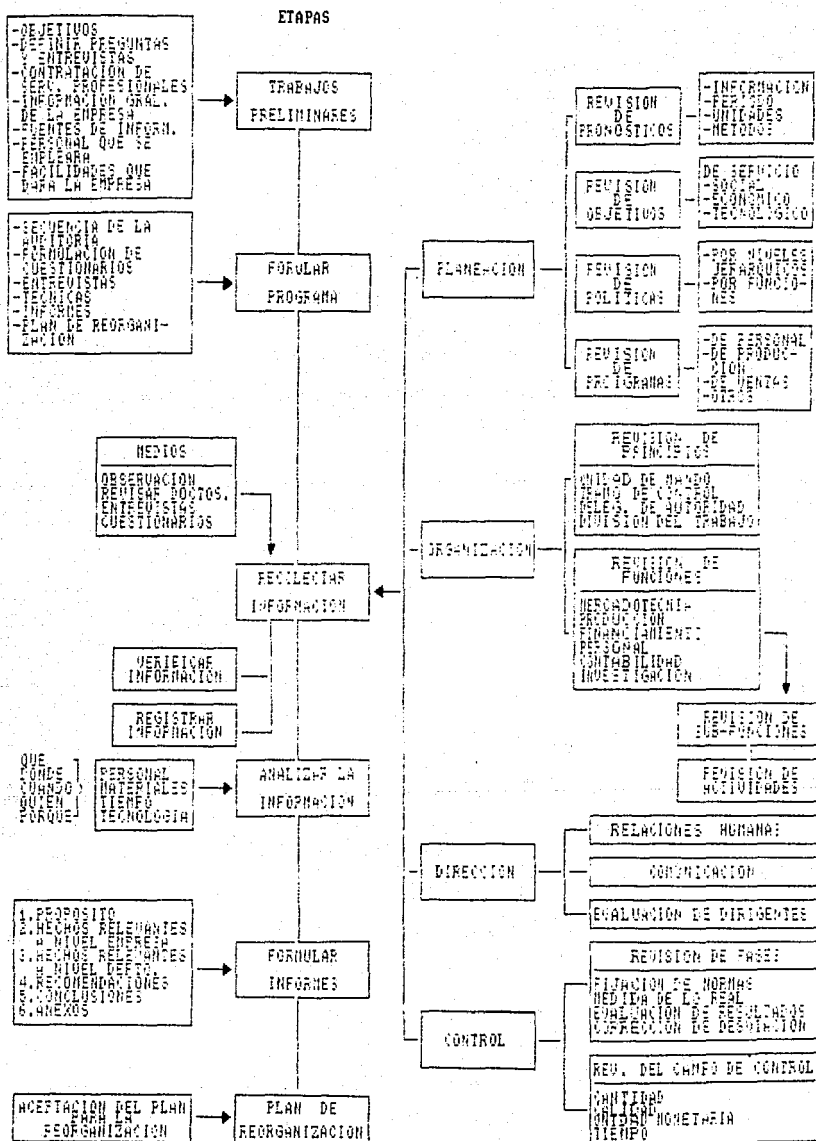 ETAPAS
-OBJETIVOS
-DEFINIR PREGUNTAS
Y ENTREVISTAS
-CONTRATACION DE
SERV. PROFESIONALES
-INFORMACION GRAL.
DE LA EMPRESA
-FUENTES DE INFORM.
-PERSONAL QUE SE
EMPLEARA
-FACILIDADES QUE
DARA LA EMPRESA
TRABAJOS
PRELIMINARES
-SECUENCIA DE LA
AUDITORIA
-FORMULACION DE
CUESTIONARIOS
-ENTREVISTAS
-TECNICAS
-INFORMES
-PLAN DE REORGANI-
ZACION
FORULAR
PROGRAMA
MEDIOS
OBSERVACION
REVISAR DOCTOS.
ENTREVISTAS
CUESTIONARIOS
RECOLECTAR
INFORMACION
VERIFICAR
INFORMACION
REGISTRAR
INFORMACION
QUE
DONDE
CUANDO
QUIEN
PORQUE
PERSONAL
MATERIALES
TIEMPO
TECNOLOGIA
ANALIZAR LA
INFORMACION
1.PROPOSITO
2.HECHOS RELEVANTES
A NIVEL EMPRESA
3.HECHOS RELEVANTES
A NIVEL DEPTO.
4.RECOMENDACIONES
5.CONCLUSIONES
6.ANEXOS
FORMULAR
INFORMES
ACEPTACION DEL PLAN
PARA LA
REORGANIZACION
PLAN DE
REORGANIZACION
PLANEACION
REVISION
DE
PRONOSTICOS
-INFORMACION
-PERIODO
-UNIDADES
-METODOS
REVISION
DE
OBJETIVOS
DE SERVICIO
-SOCIAL
-ECONOMICO
-TECNOLOGICO
REVISION
DE
POLITICAS
-POR NIVELES
JERARQUICOS
-POR FUNCIO-
NES
REVISION
DE
PROGRAMAS
-DE PERSONAL
-DE PRODUC-
CION
-DE VENTAS
-OTROS
ORGANIZACION
REVISION DE
PRINCIPIOS
UNIDAD DE MANDO
TRAMO DE CONTROL
DELEG. DE AUTORIDAD
DIVISION DEL TRABAJO
REVISION DE
FUNCIONES
MERCADOTECNIA
PRODUCCION
FINANCIAMIENTO
PERSONAL
CONTABILIDAD
INVESTIGACION
REVISION DE
SUB-FUNCIONES
REVISION DE
ACTIVIDADES
DIRECCION
RELACIONES HUMANAS
COMUNICACION
EVALUACION DE DIRIGENTES
CONTROL
REVISION DE FASES
FIJACION DE NORMAS
MEDIDA DE LO REAL
EVALUACION DE RESULTADOS
CORRECCION DE DESVIACION
REV. DEL CAMPO DE CONTROL
CANTIDAD
CALIDAD
UNIDAD MONETARIA
TIEMPO